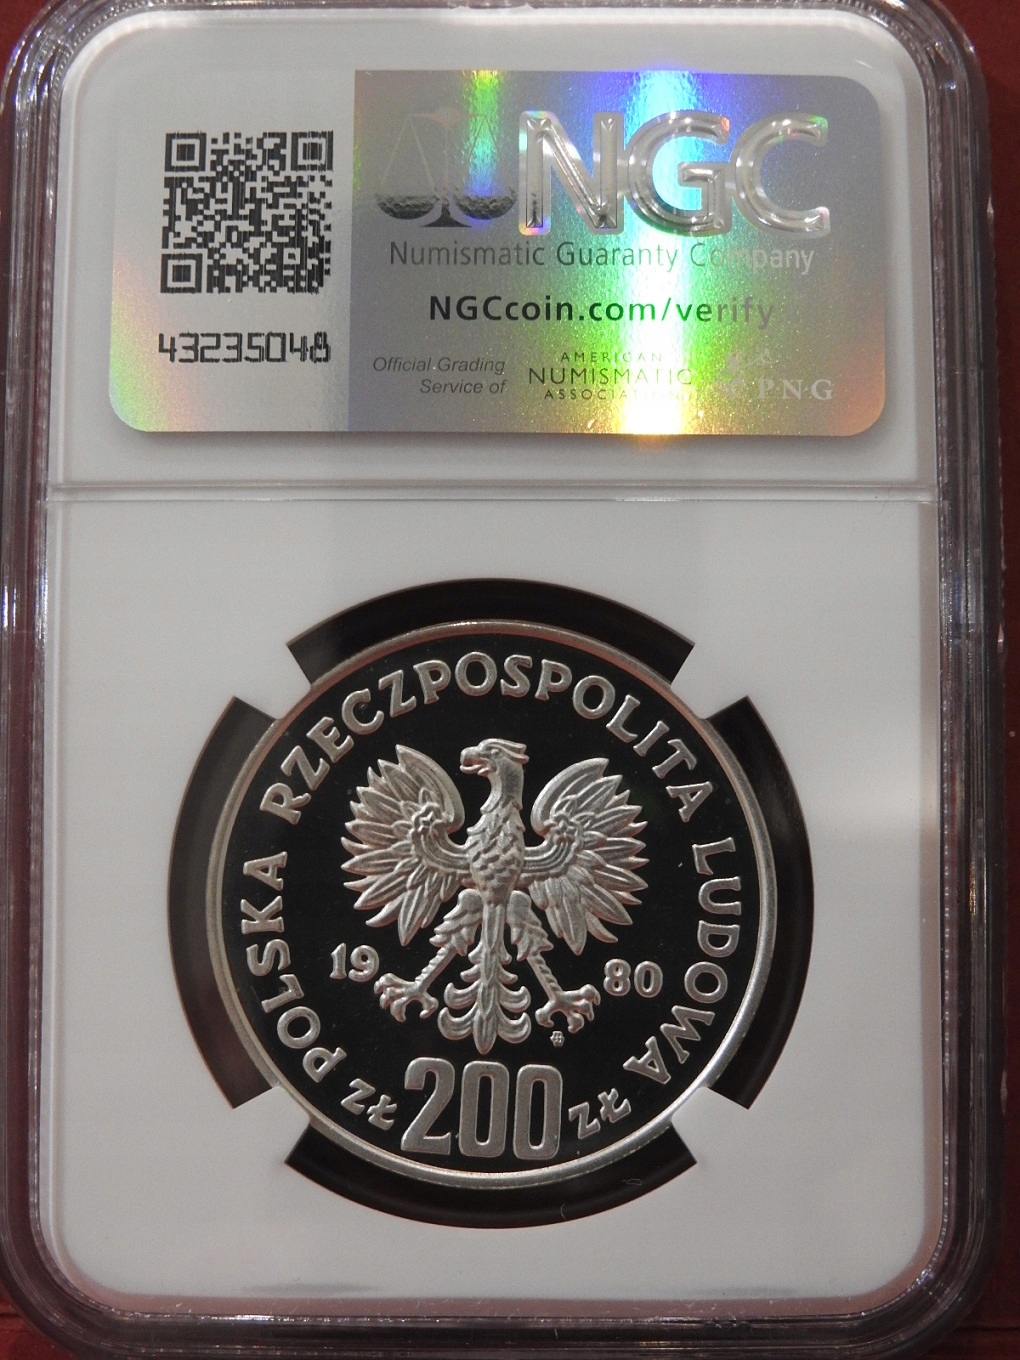 NGC
Numismatic Guaranty Company
NGCcoin.com/verify
43235048
Official Grading
Service of
AMERICAN
NUMISMATIC
ASSOCIATION
PNG
POLSKA RZECZPOSPOLITA LUDOWA
19 80
ZŁ 200 ZŁ